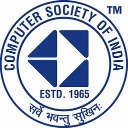 COMPUTER SOCIETY OF INDIA
TM
ESTD. 1965
सर्वे भवन्तु सुखिनः